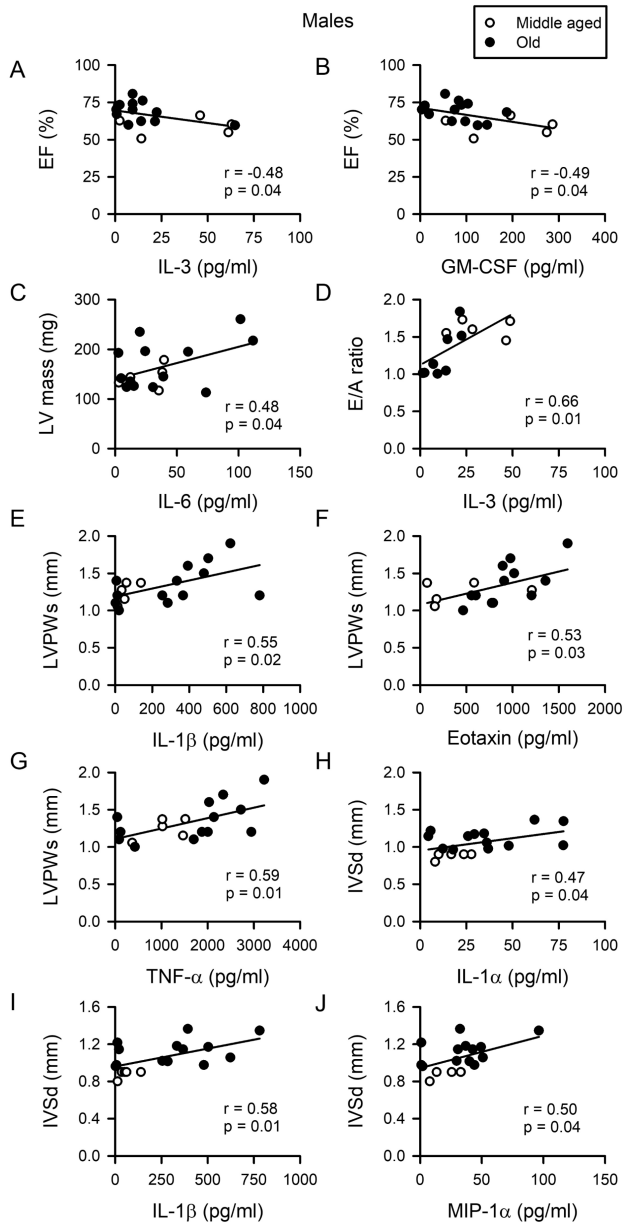 Males
Middle aged
Old
A
EF (%)
100
75
50
25
0
r = -0.48
p = 0.04
0 25 50 75 100
IL-3 (pg/ml)
B
EF (%)
100
75
50
25
0
r = -0.49
p = 0.04
0 100 200 300 400
GM-CSF (pg/ml)
C
LV mass (mg)
300
200
100
0
r = 0.48
p = 0.04
0 50 100 150
IL-6 (pg/ml)
D
E/A ratio
2.0
1.5
1.0
0.5
0.0
r = 0.66
p = 0.01
0 25 50 75 100
IL-3 (pg/ml)
E
LVPWs (mm)
2.0
1.5
1.0
0.5
0.0
r = 0.55
p = 0.02
0 200 400 600 800 1000
IL-1β (pg/ml)
F
LVPWs (mm)
2.0
1.5
1.0
0.5
0.0
r = 0.53
p = 0.03
0 500 1000 1500 2000
Eotaxin (pg/ml)
G
LVPWs (mm)
2.0
1.5
1.0
0.5
0.0
r = 0.59
p = 0.01
0 1000 2000 3000 4000
TNF-α (pg/ml)
H
IVSd (mm)
2.0
1.5
1.0
0.5
0.0
r = 0.47
p = 0.04
0 25 50 75 100
IL-1α (pg/ml)
I
IVSd (mm)
1.6
1.2
0.8
0.4
0.0
r = 0.58
p = 0.01
0 250 500 750 1000
IL-1β (pg/ml)
J
IVSd (mm)
1.6
1.2
0.8
0.4
0.0
r = 0.50
p = 0.04
0 50 100 150
MIP-1α (pg/ml)